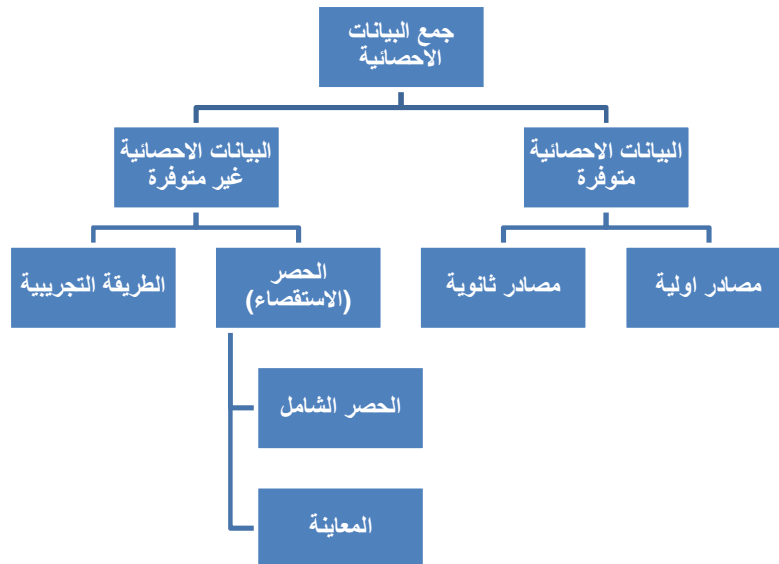 جمع البيانات
الاحصائية
البيانات الاحصائية
متوفرة
البيانات الاحصائية
غير متوفرة
مصادر اولية
مصادر ثانوية
الحصر
(الاستقصاء)
الطريقة التجريبية
الحصر الشامل
المعاينة